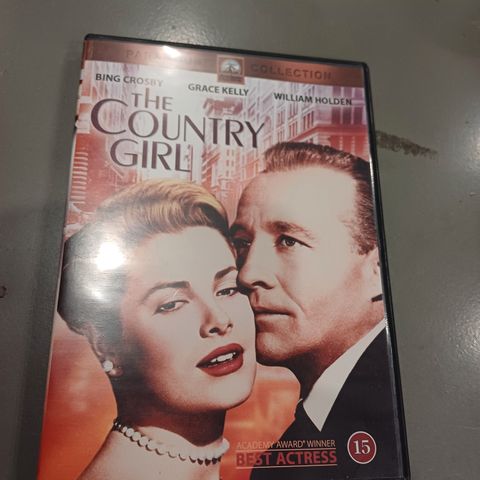 COLLECTION
BING CROSBY
GRACE KELLY
WILLIAM HOLDEN
THE
COUNTRY
GIRL
ACADEMY AWARD® WINNER
BEST ACTRESS
15